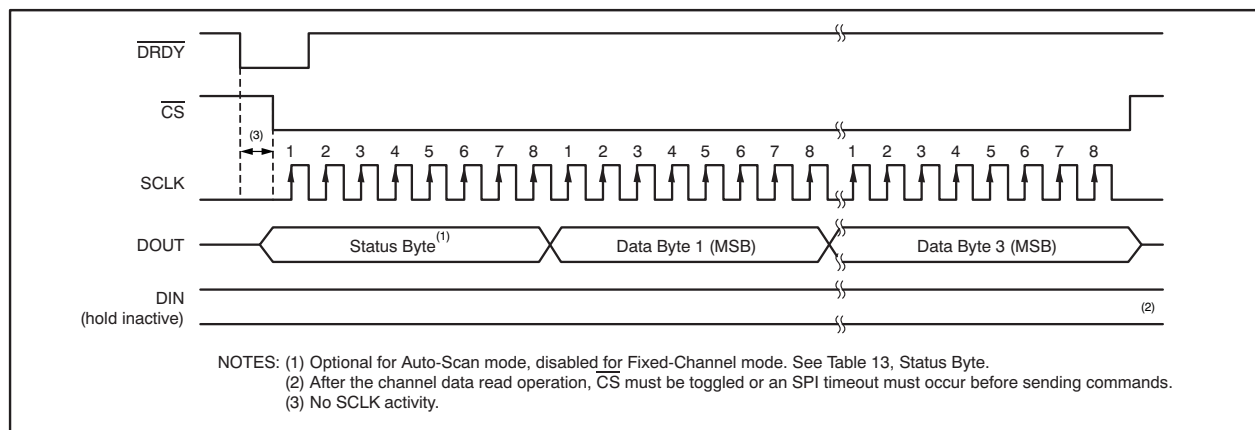 DRDY
CS
(3)
1 2 3 4 5 6 7 8 1 2 3 4 5 6 7 8 1 2 3 4 5 6 7 8
SCLK
DOUT Status Byte(1) Data Byte 1 (MSB) Data Byte 3 (MSB)
DIN
(hold inactive)
(2)
NOTES: (1) Optional for Auto-Scan mode, disabled for Fixed-Channel mode. See Table 13, Status Byte.
(2) After the channel data read operation, CS must be toggled or an SPI timeout must occur before sending commands.
(3) No SCLK activity.